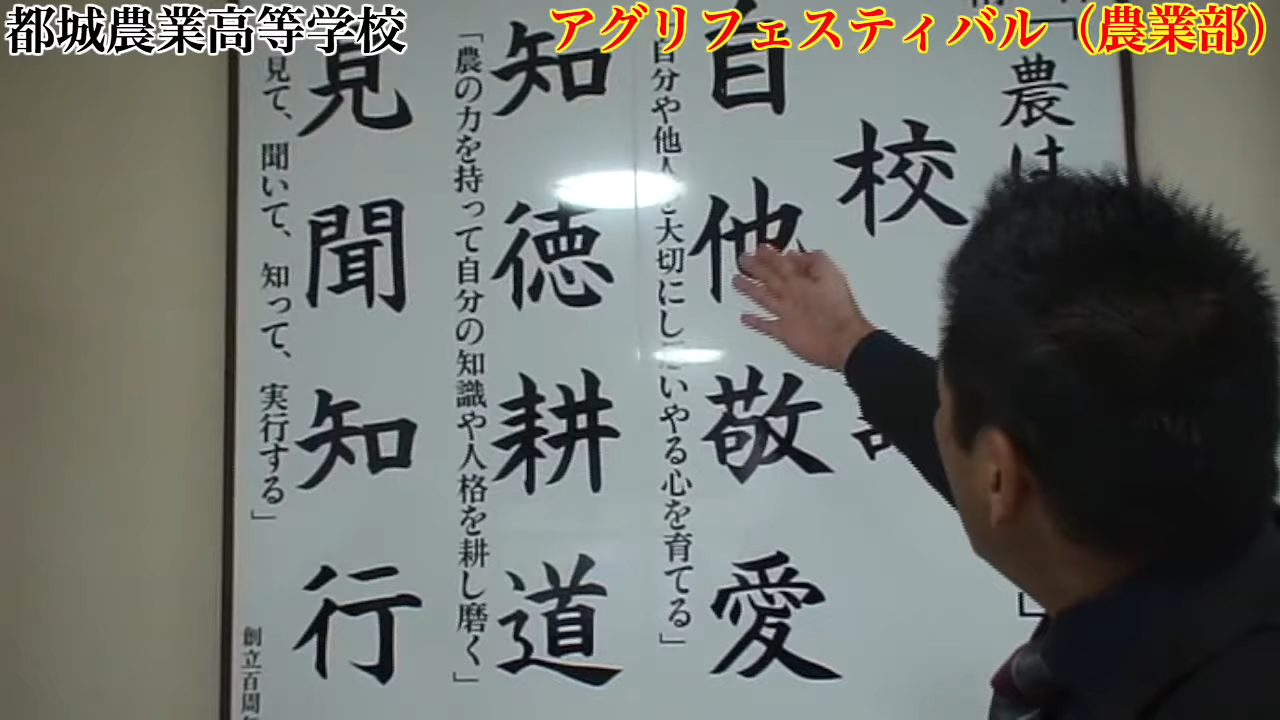 都城農業高等学校
アグリフェスティバル（農業部）
「農は
校
自他敬愛
自分や他人
大切にし
いやる心を育てる」
知徳耕道
「農の力を持って自分の知識や人格を耕し磨く」
見聞知行
見て、聞いて、知って、実行する」
創立百周